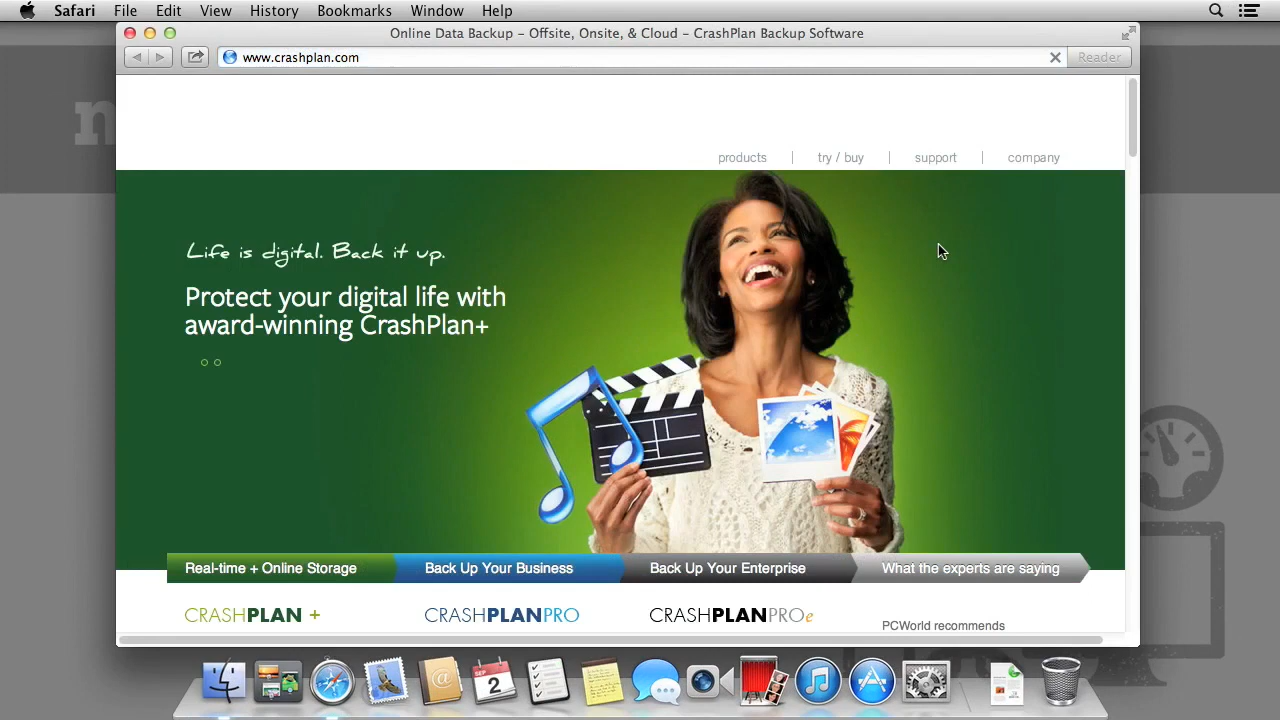 Safari File Edit View History Bookmarks Window Help
Online Data Backup – Offsite, Onsite, & Cloud – CrashPlan Backup Software
www.crashplan.com
Reader
products try / buy support company
Life is digital. Back it up.
Protect your digital life with
award-winning CrashPlan+
Real-time + Online Storage Back Up Your Business Back Up Your Enterprise What the experts are saying
CRASHPLAN + CRASHPLANPRO CRASHPLANPROe
PCWorld recommends
SEP
2